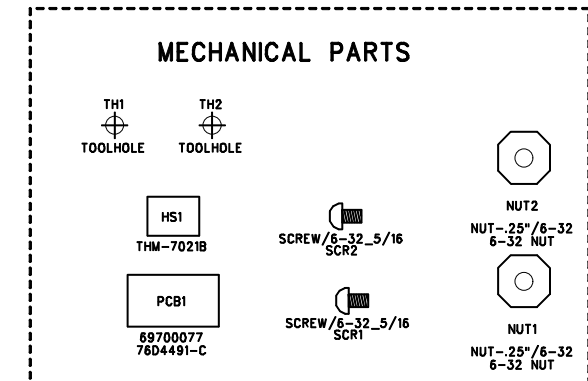 MECHANICAL PARTS
TH1
TOOLHOLE
TH2
TOOLHOLE
HS1
THM-7021B
SCREW/6-32_5/16
SCR2
NUT2
NUT-.25"/6-32
6-32 NUT
PCB1
69700077
76D4491-C
SCREW/6-32_5/16
SCR1
NUT1
NUT-.25"/6-32
6-32 NUT